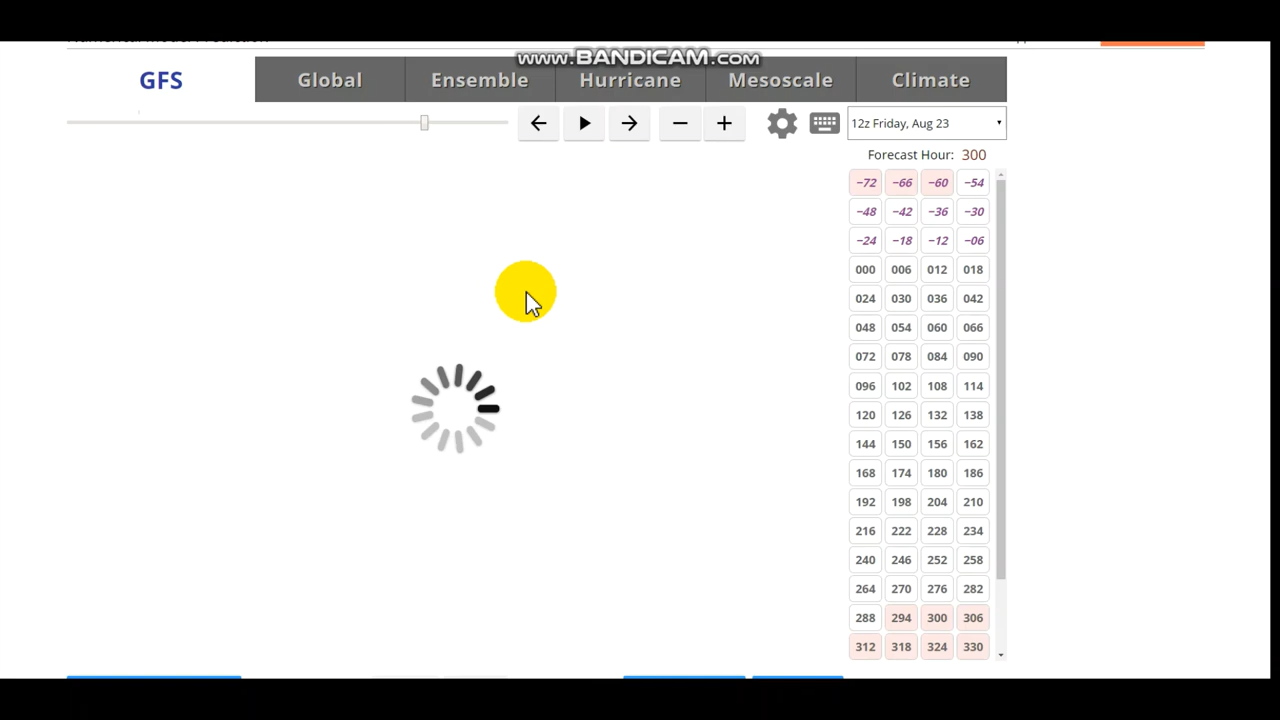 www.BANDICAM.com
GFS Global Ensemble Hurricane Mesoscale Climate
12z Friday, Aug 23
Forecast Hour: 300
−72 −66 −60 −54
−48 −42 −36 −30
−24 −18 −12 −06
000 006 012 018
024 030 036 042
048 054 060 066
072 078 084 090
096 102 108 114
120 126 132 138
144 150 156 162
168 174 180 186
192 198 204 210
216 222 228 234
240 246 252 258
264 270 276 282
288 294 300 306
312 318 324 330